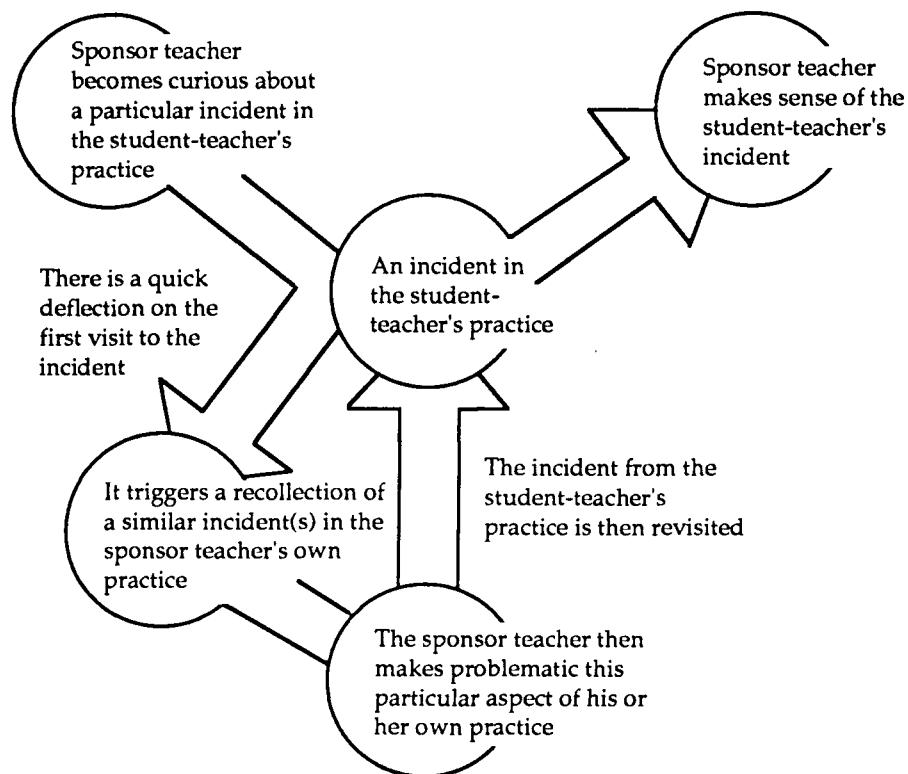 Sponsor teacher
becomes curious about
a particular incident in
the student-teacher's
practice
Sponsor teacher
makes sense of the
student-teacher's
incident
An incident in
the student-
teacher's practice
There is a quick
deflection on the
first visit to the
incident
It triggers a recollection of
a similar incident(s) in the
sponsor teacher's own
practice
The incident from the
student-teacher's
practice is then revisited
The sponsor teacher then
makes problematic this
particular aspect of his or
her own practice